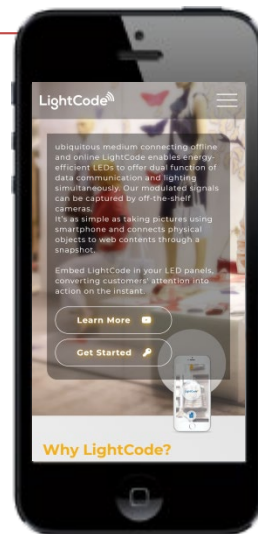 LightCode
ubiquitous medium connecting offline
and online LightCode enables energy-
efficient LEDs to offer dual function of
data communication and lighting
simultaneously. Our modulated signals
can be captured by off-the-shelf
cameras.
It's as simple as taking pictures using
smartphone and connects physical
objects to web contents through a
snapshot.
Embed LightCode in your LED panels,
converting customers' attention into
action on the instant
Learn More
Get Started
Why LightCode?